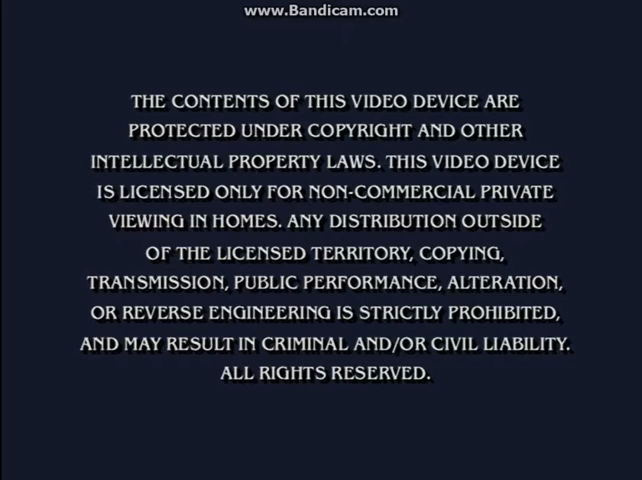 www.Bandicam.com
THE CONTENTS OF THIS VIDEO DEVICE ARE
PROTECTED UNDER COPYRIGHT AND OTHER
INTELLECTUAL PROPERTY LAWS. THIS VIDEO DEVICE
IS LICENSED ONLY FOR NON-COMMERCIAL PRIVATE
VIEWING IN HOMES. ANY DISTRIBUTION OUTSIDE
OF THE LICENSED TERRITORY, COPYING,
TRANSMISSION, PUBLIC PERFORMANCE, ALTERATION,
OR REVERSE ENGINEERING IS STRICTLY PROHIBITED,
AND MAY RESULT IN CRIMINAL AND/OR CIVIL LIABILITY.
ALL RIGHTS RESERVED.